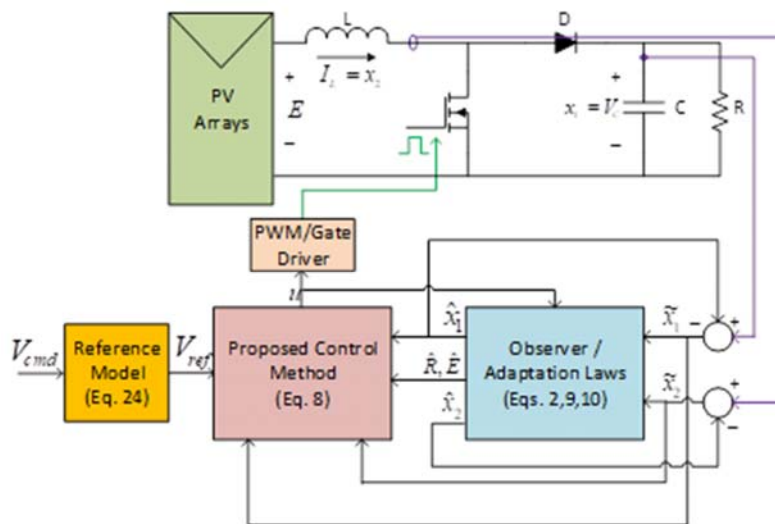 L
D
PV
Arrays
+
E
−
I_L = x_2
+
x_1 = V_c
−
C
R
PWM/Gate
Driver
u
V_cmd
Reference
Model
(Eq. 24)
V_ref
Proposed Control
Method
(Eq. 8)
x̂_1
R̂, Ê
x̂_2
Observer /
Adaptation Laws
(Eqs. 2,9,10)
x̃_1
− +
x̃_2
+
−